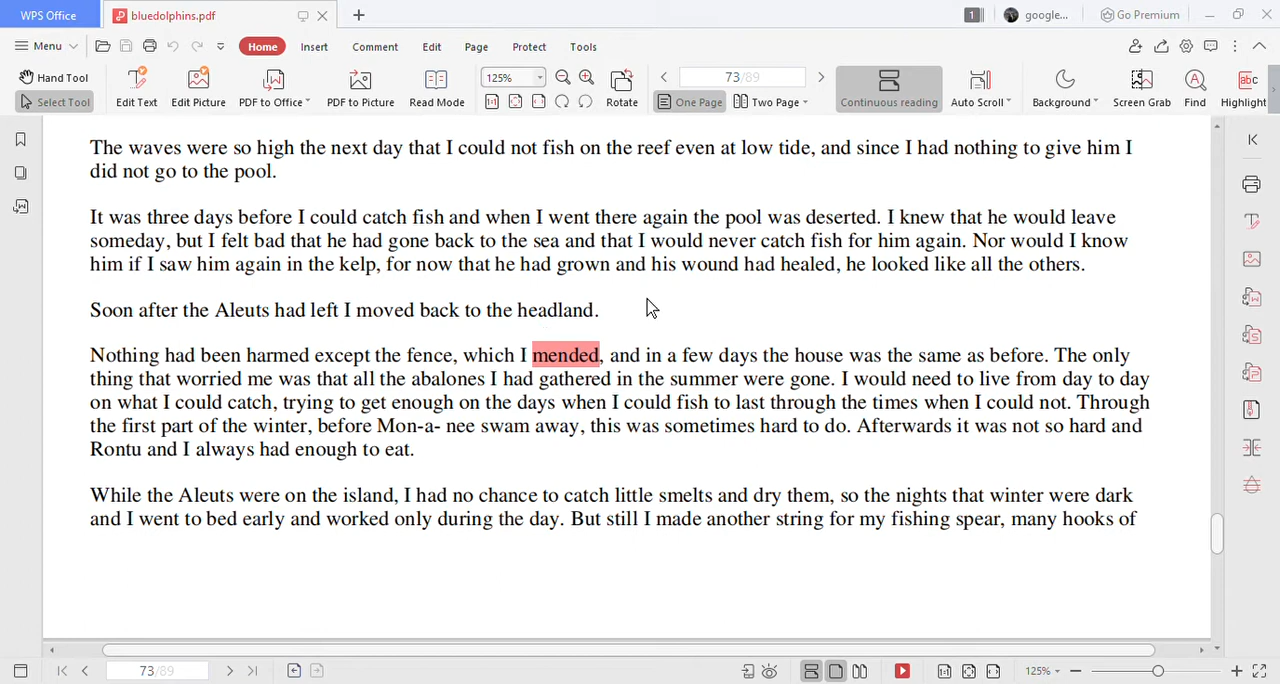 WPS Office bluedolphins.pdf 1 google... Go Premium
Menu Home Insert Comment Edit Page Protect Tools
Hand Tool 125% 73/89
Select Tool Edit Text Edit Picture PDF to Office PDF to Picture Read Mode Rotate One Page Two Page Continuous reading Auto Scroll Background Screen Grab Find Highlight
The waves were so high the next day that I could not fish on the reef even at low tide, and since I had nothing to give him I
did not go to the pool.
It was three days before I could catch fish and when I went there again the pool was deserted. I knew that he would leave
someday, but I felt bad that he had gone back to the sea and that I would never catch fish for him again. Nor would I know
him if I saw him again in the kelp, for now that he had grown and his wound had healed, he looked like all the others.
Soon after the Aleuts had left I moved back to the headland.
Nothing had been harmed except the fence, which I mended, and in a few days the house was the same as before. The only
thing that worried me was that all the abalones I had gathered in the summer were gone. I would need to live from day to day
on what I could catch, trying to get enough on the days when I could fish to last through the times when I could not. Through
the first part of the winter, before Mon-a- nee swam away, this was sometimes hard to do. Afterwards it was not so hard and
Rontu and I always had enough to eat.
While the Aleuts were on the island, I had no chance to catch little smelts and dry them, so the nights that winter were dark
and I went to bed early and worked only during the day. But still I made another string for my fishing spear, many hooks of
73/89 125%